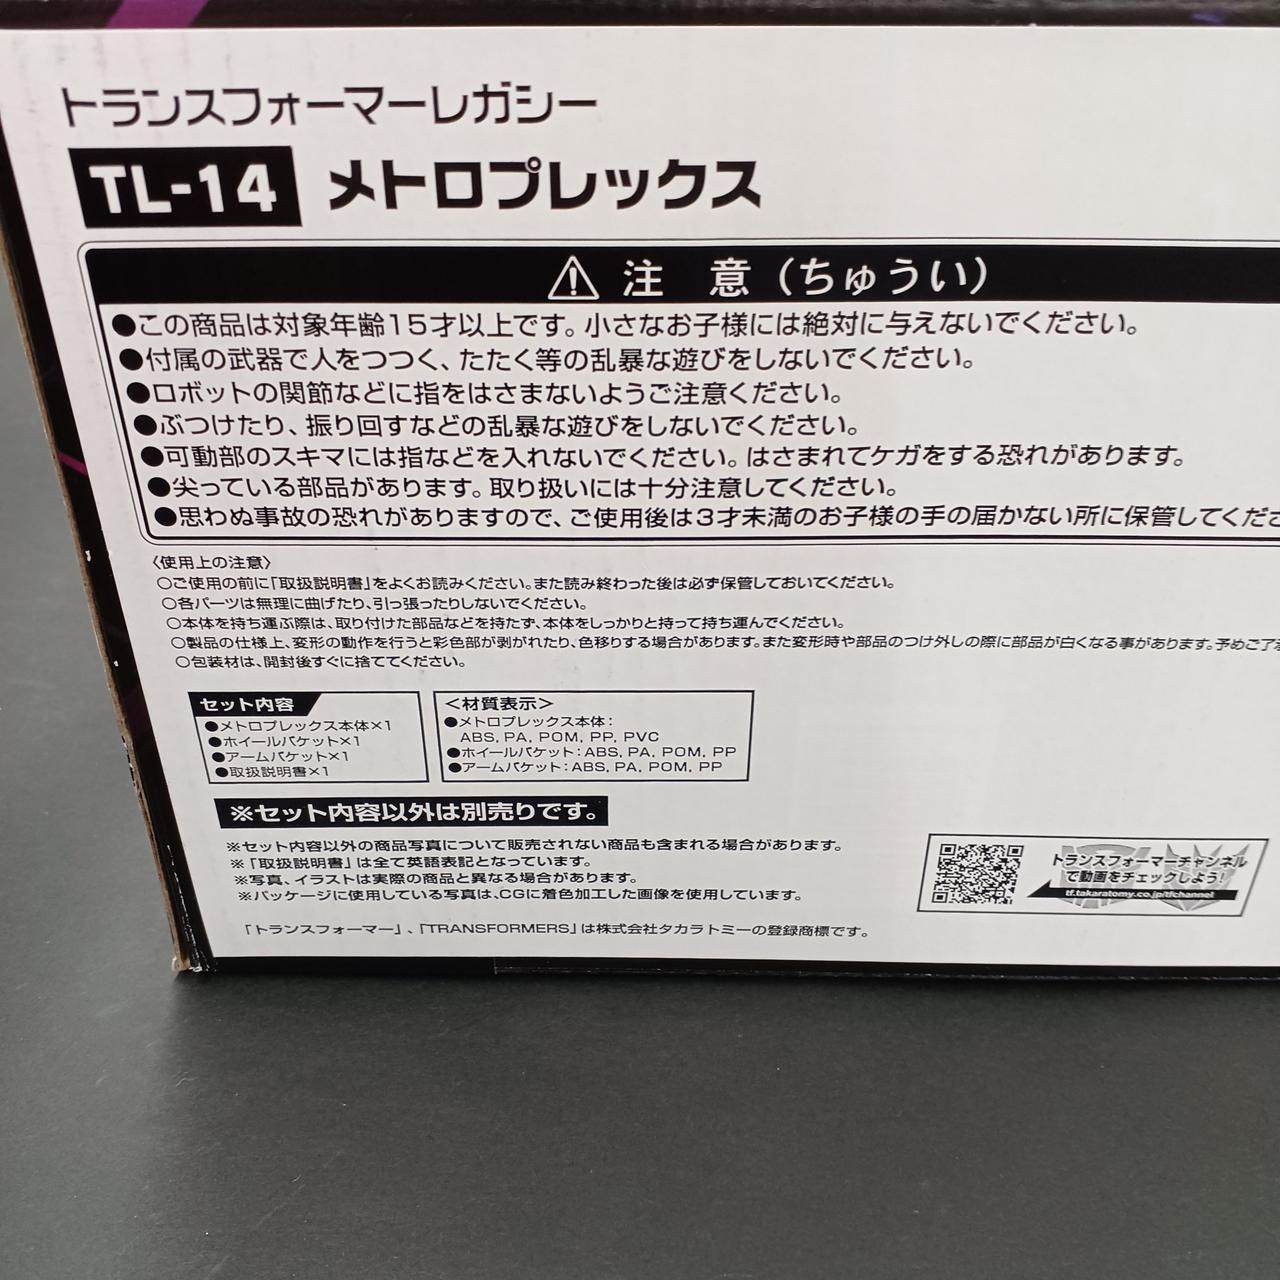 トランスフォーマーレガシー
TL-14 メトロプレックス
注 意(ちゅうい)
●この商品は対象年齢15才以上です。小さなお子様には絶対に与えないでください。
●付属の武器で人をつつく、たたく等の乱暴な遊びをしないでください。
●ロボットの関節などに指をはさまないようご注意ください。
●ぶつけたり、振り回すなどの乱暴な遊びをしないでください。
●可動部のスキマには指などを入れないでください。はさまれてケガをする恐れがあります。
●尖っている部品があります。取り扱いには十分注意してください。
●思わぬ事故の恐れがありますので、ご使用後は3才未満のお子様の手の届かない所に保管してくださ
〈使用上の注意〉
○ご使用の前に「取扱説明書」をよくお読みください。また読み終わった後は必ず保管しておいてください。
○各パーツは無理に曲げたり、引っ張ったりしないでください。
○本体を持ち運ぶ際は、取り付けた部品などを持たず、本体をしっかりと持って持ち運んでください。
○製品の仕様上、変形の動作を行うと彩色部が剥がれたり、色移りする場合があります。また変形時や部品のつけ外しの際に部品が白くなる事があります。予めご了承
○包装材は、開封後すぐに捨ててください。
セット内容
●メトロプレックス本体×1
●ホイールバケット×1
●アームバケット×1
●取扱説明書×1
＜材質表示＞
●メトロプレックス本体：
ABS, PA, POM, PP, PVC
●ホイールバケット：ABS, PA, POM, PP
●アームバケット：ABS, PA, POM, PP
※セット内容以外は別売りです。
※セット内容以外の商品写真について販売されない商品も含まれる場合があります。
※「取扱説明書」は全て英語表記となっています。
※写真、イラストは実際の商品と異なる場合があります。
※パッケージに使用している写真は、CGに着色加工した画像を使用しています。
「トランスフォーマー」、「TRANSFORMERS」は株式会社タカラトミーの登録商標です。
トランスフォーマーチャンネル
で動画をチェックしよう!
tf.takaratomy.co.jp/tfchannel